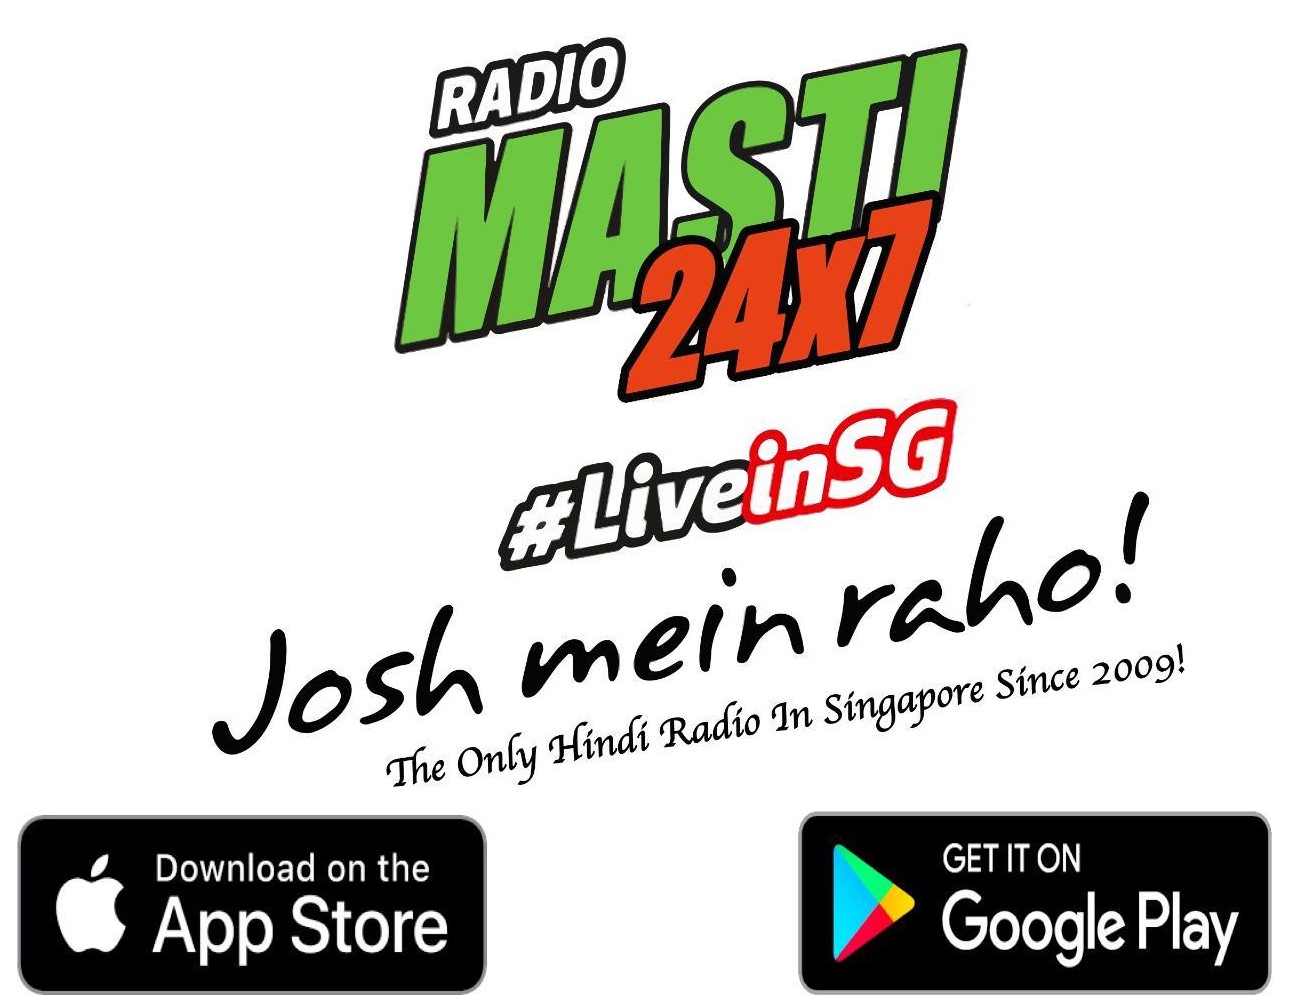 RADIO
MASTI
24x7
#LiveinSG
Josh mein raho!
The Only Hindi Radio In Singapore Since 2009!
Download on the
App Store
GET IT ON
Google Play